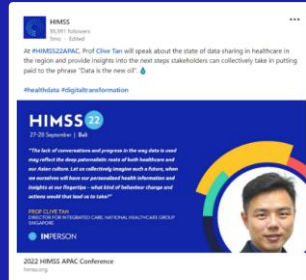 HIMSS
95,991 followers
5mo • Edited
At #HIMSS22APAC, Prof Clive Tan will speak about the state of data sharing in healthcare in
the region and provide insights into the next steps stakeholders can collectively take in putting
paid to the phrase "Data is the new oil".
#healthdata #digitaltransformation
HIMSS 22
27-28 September | Bali
"The lack of conversations and progress in the way data is used
may reflect the deep paternalistic roots of both healthcare and
our Asian culture. Let us collectively imagine such a future, when
we ourselves will have our personalised health information and
insights at our fingertips - what kind of behaviour change and
actions would that lead us to take?"
PROF CLIVE TAN
DIRECTOR FOR INTEGRATED CARE, NATIONAL HEALTHCARE GROUP
SINGAPORE
INPERSON
2022 HIMSS APAC Conference
himss.org